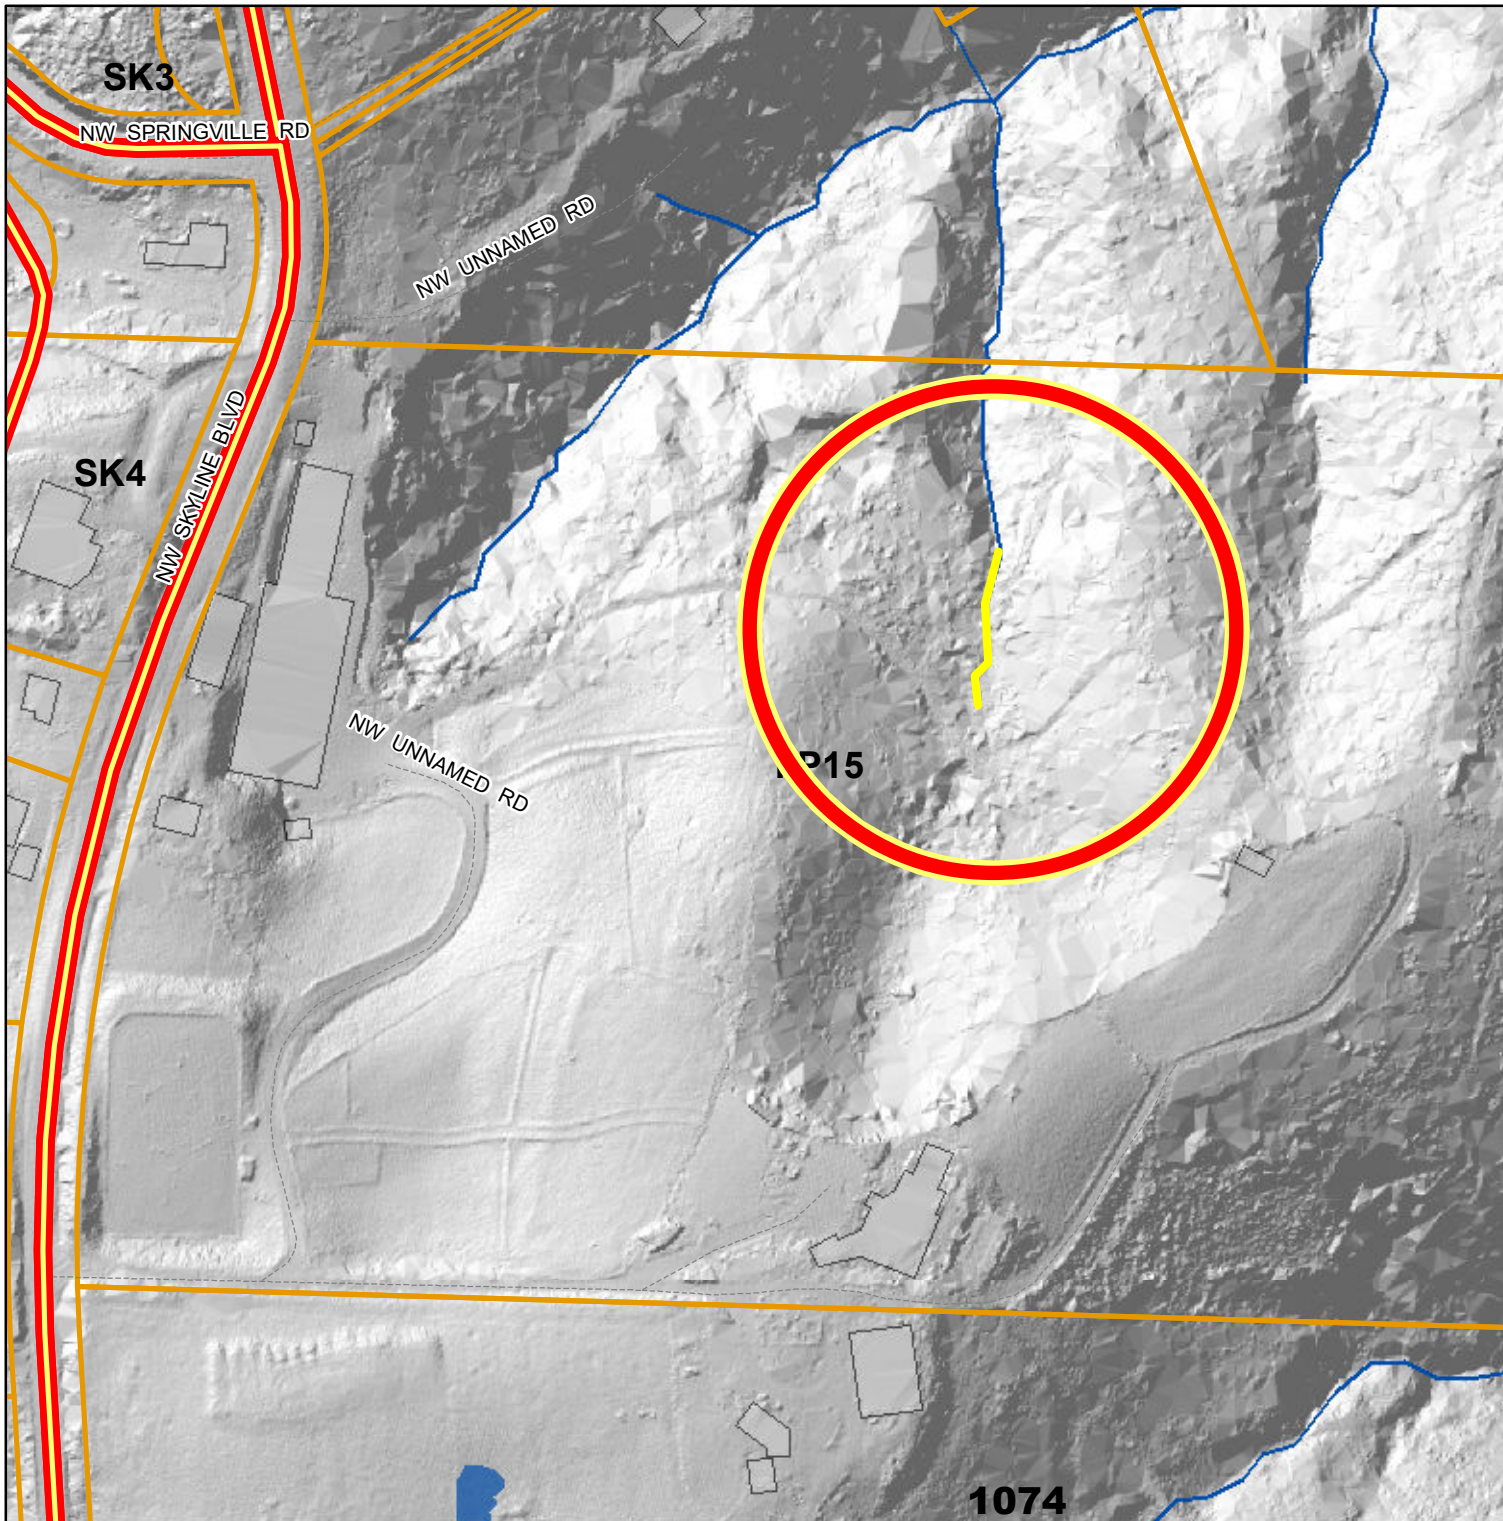 SK3
NW SPRINGVILLE RD
NW UNNAMED RD
NW SKYLINE BLVD
SK4
NW UNNAMED RD
P15
1074